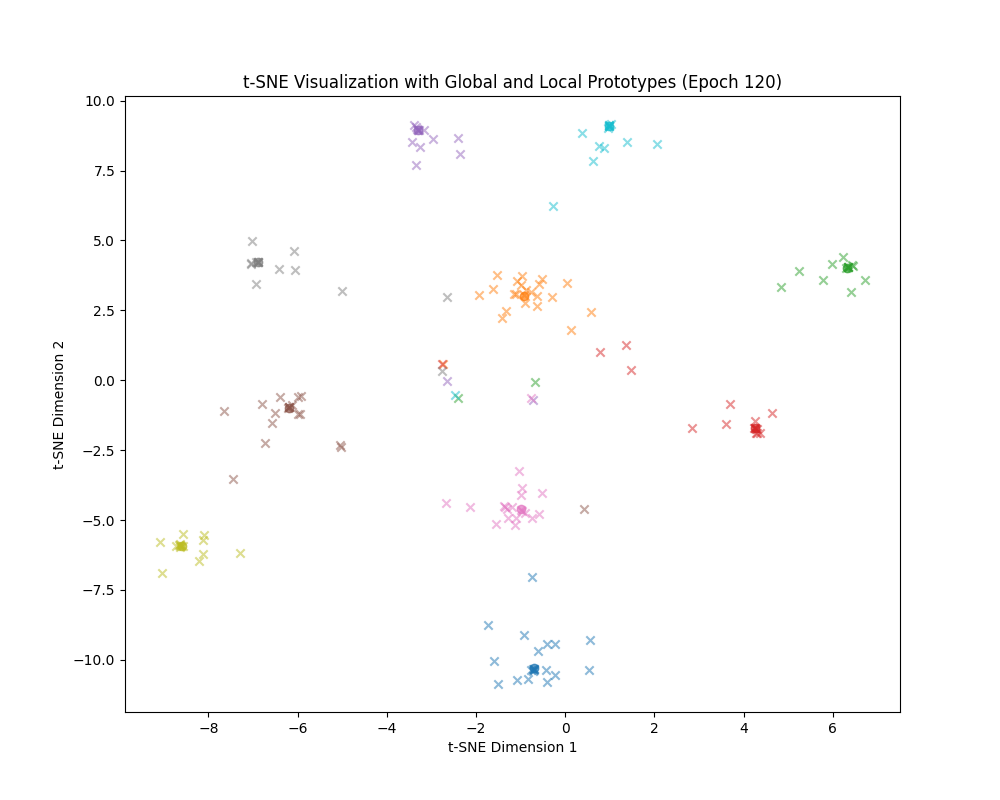 t-SNE Visualization with Global and Local Prototypes (Epoch 120)
10.0
7.5
5.0
2.5
0.0
−2.5
−5.0
−7.5
−10.0
t-SNE Dimension 2
−8 −6 −4 −2 0 2 4 6
t-SNE Dimension 1